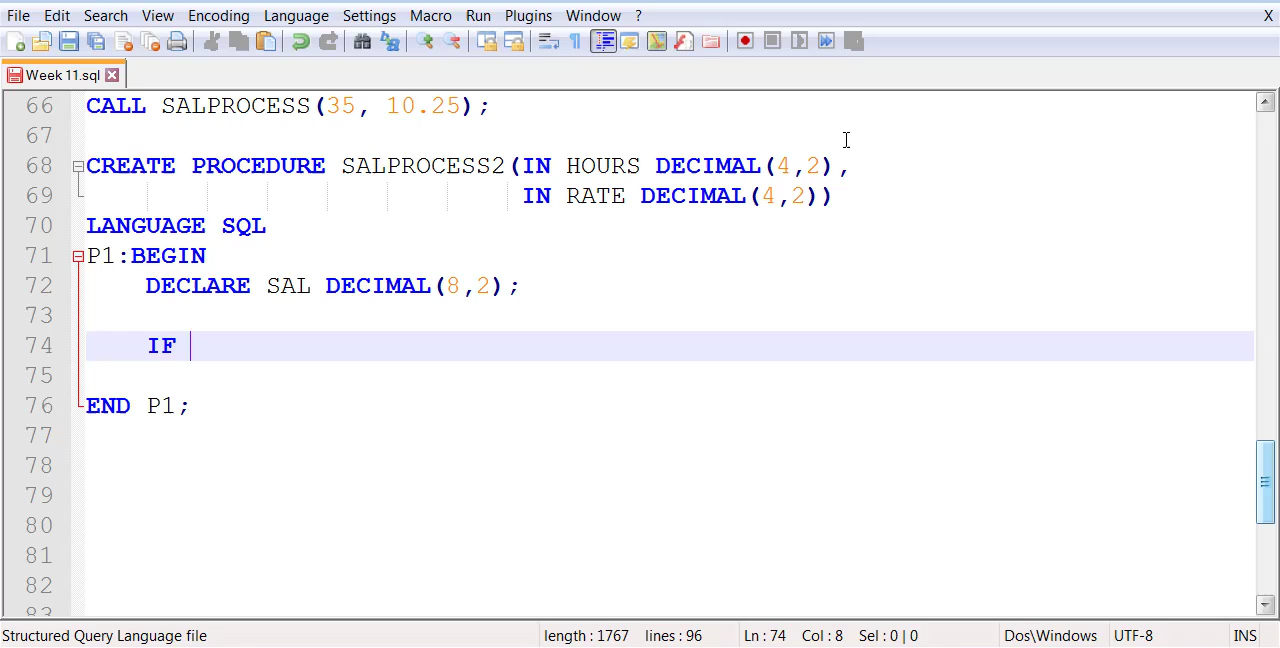 File Edit Search View Encoding Language Settings Macro Run Plugins Window ? X
Week 11.sql
66 CALL SALPROCESS(35, 10.25);
67
68 CREATE PROCEDURE SALPROCESS2(IN HOURS DECIMAL(4,2),
69 IN RATE DECIMAL(4,2))
70 LANGUAGE SQL
71 P1:BEGIN
72 DECLARE SAL DECIMAL(8,2);
73
74 IF
75
76 END P1;
77
78
79
80
81
82
83
Structured Query Language file length : 1767 lines : 96 Ln : 74 Col : 8 Sel : 0 | 0 Dos\Windows UTF-8 INS